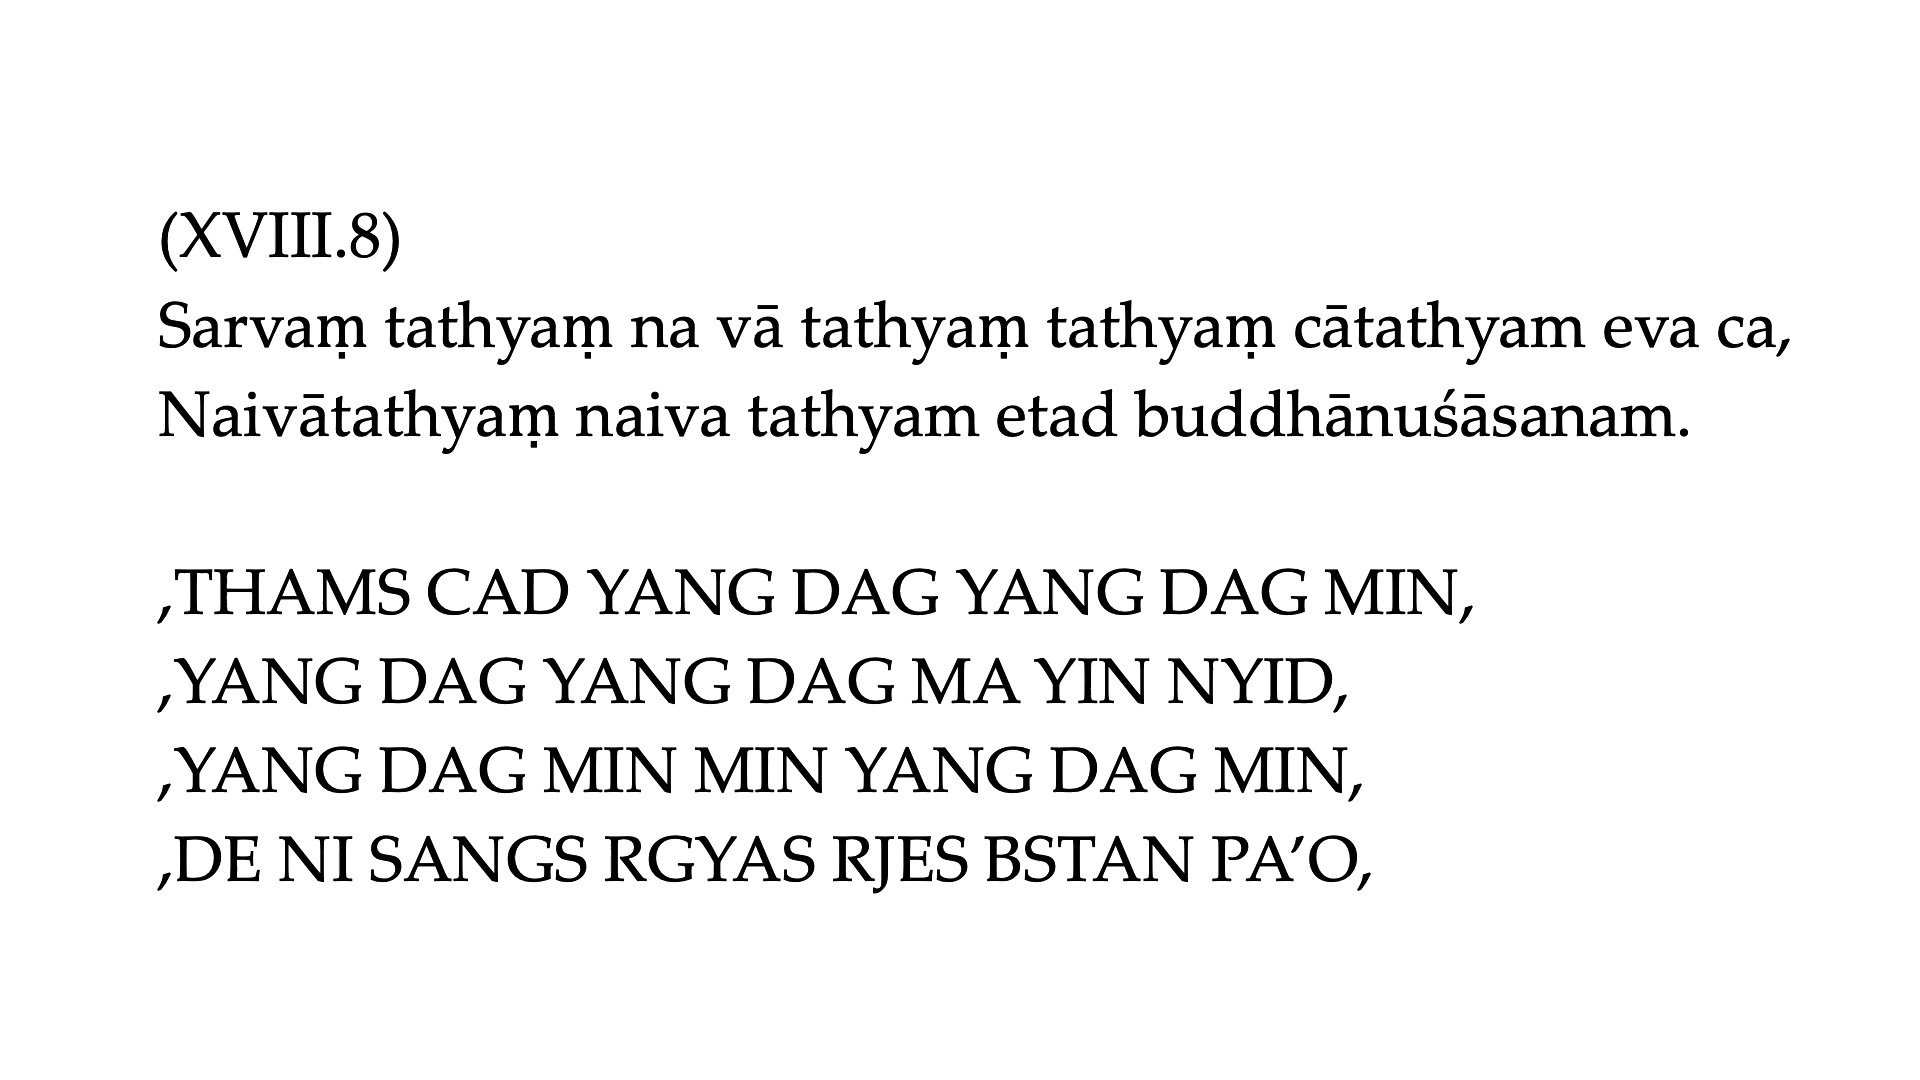 (XVIII.8)
Sarvaṃ tathyaṃ na vā tathyaṃ tathyaṃ cātathyam eva ca,
Naivātathyaṃ naiva tathyam etad buddhānuśāsanam.
,THAMS CAD YANG DAG YANG DAG MIN,
,YANG DAG YANG DAG MA YIN NYID,
,YANG DAG MIN MIN YANG DAG MIN,
,DE NI SANGS RGYAS RJES BSTAN PA’O,